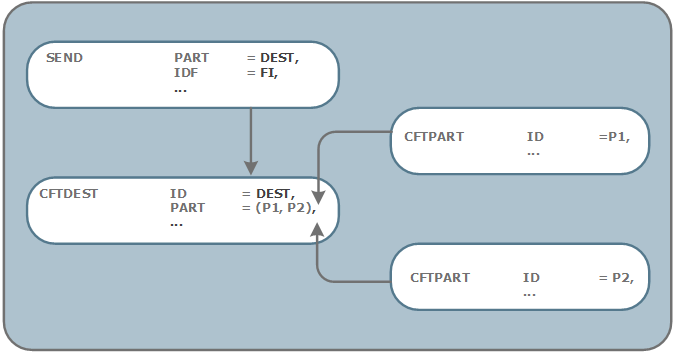 SEND PART = DEST,
IDF = FI,
...
CFTPART ID =P1,
...
CFTDEST ID = DEST,
PART = (P1, P2),
...
CFTPART ID = P2,
...